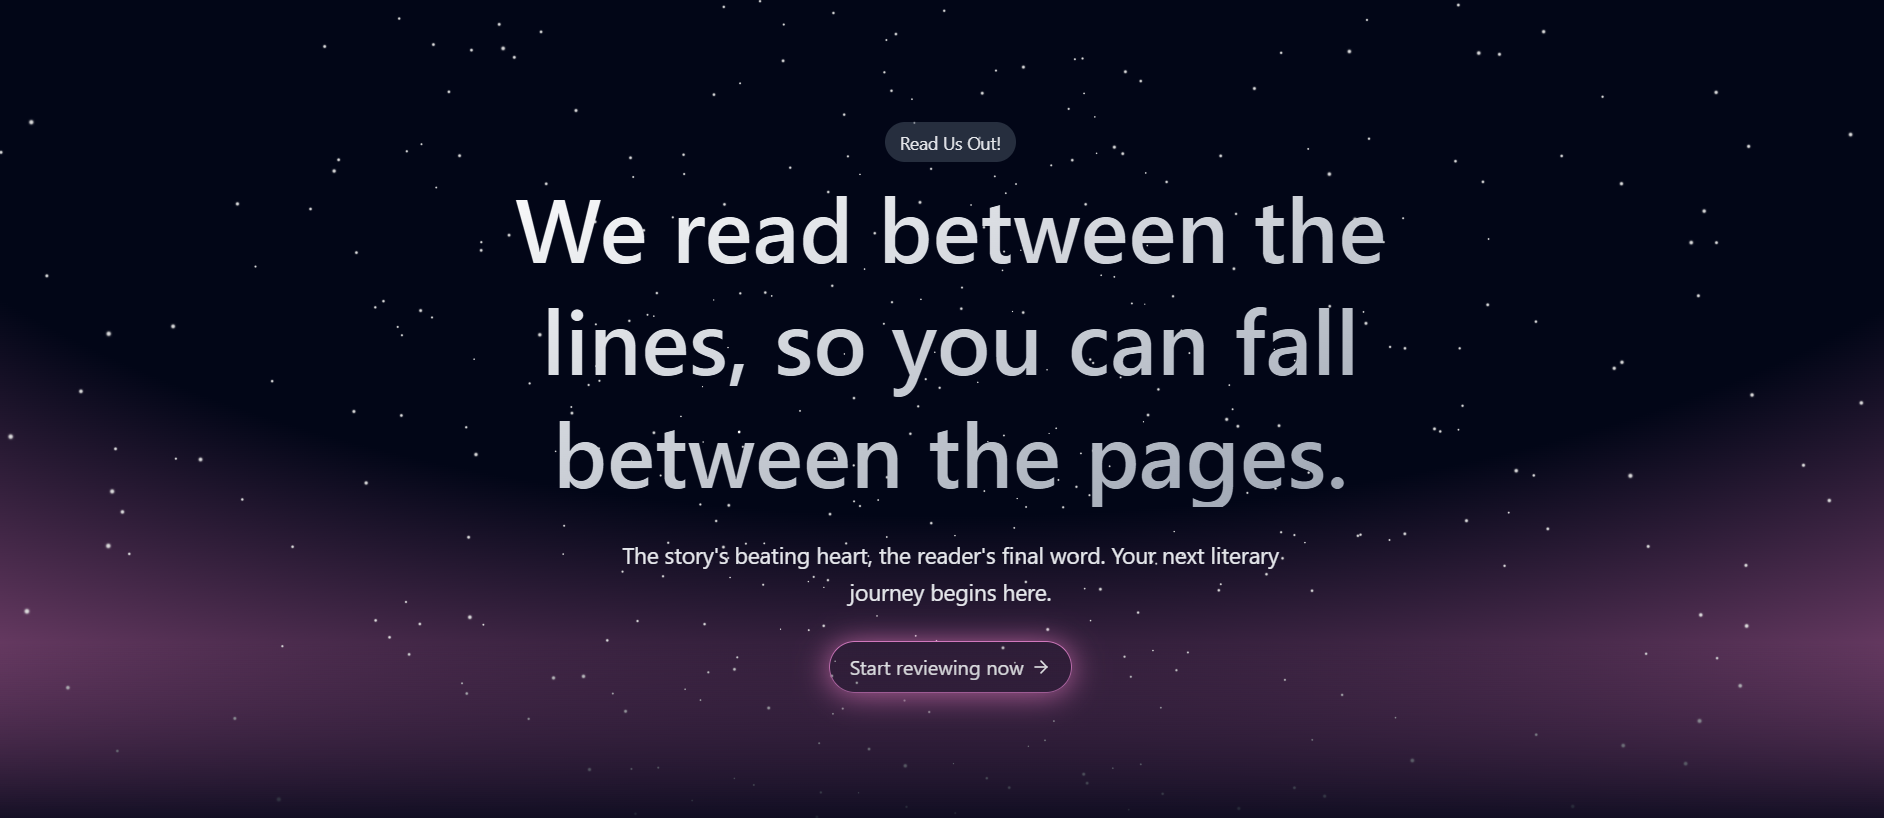 Read Us Out!
We read between the
lines, so you can fall
between the pages.
The story's beating heart, the reader's final word. Your next literary
journey begins here.
Start reviewing now →